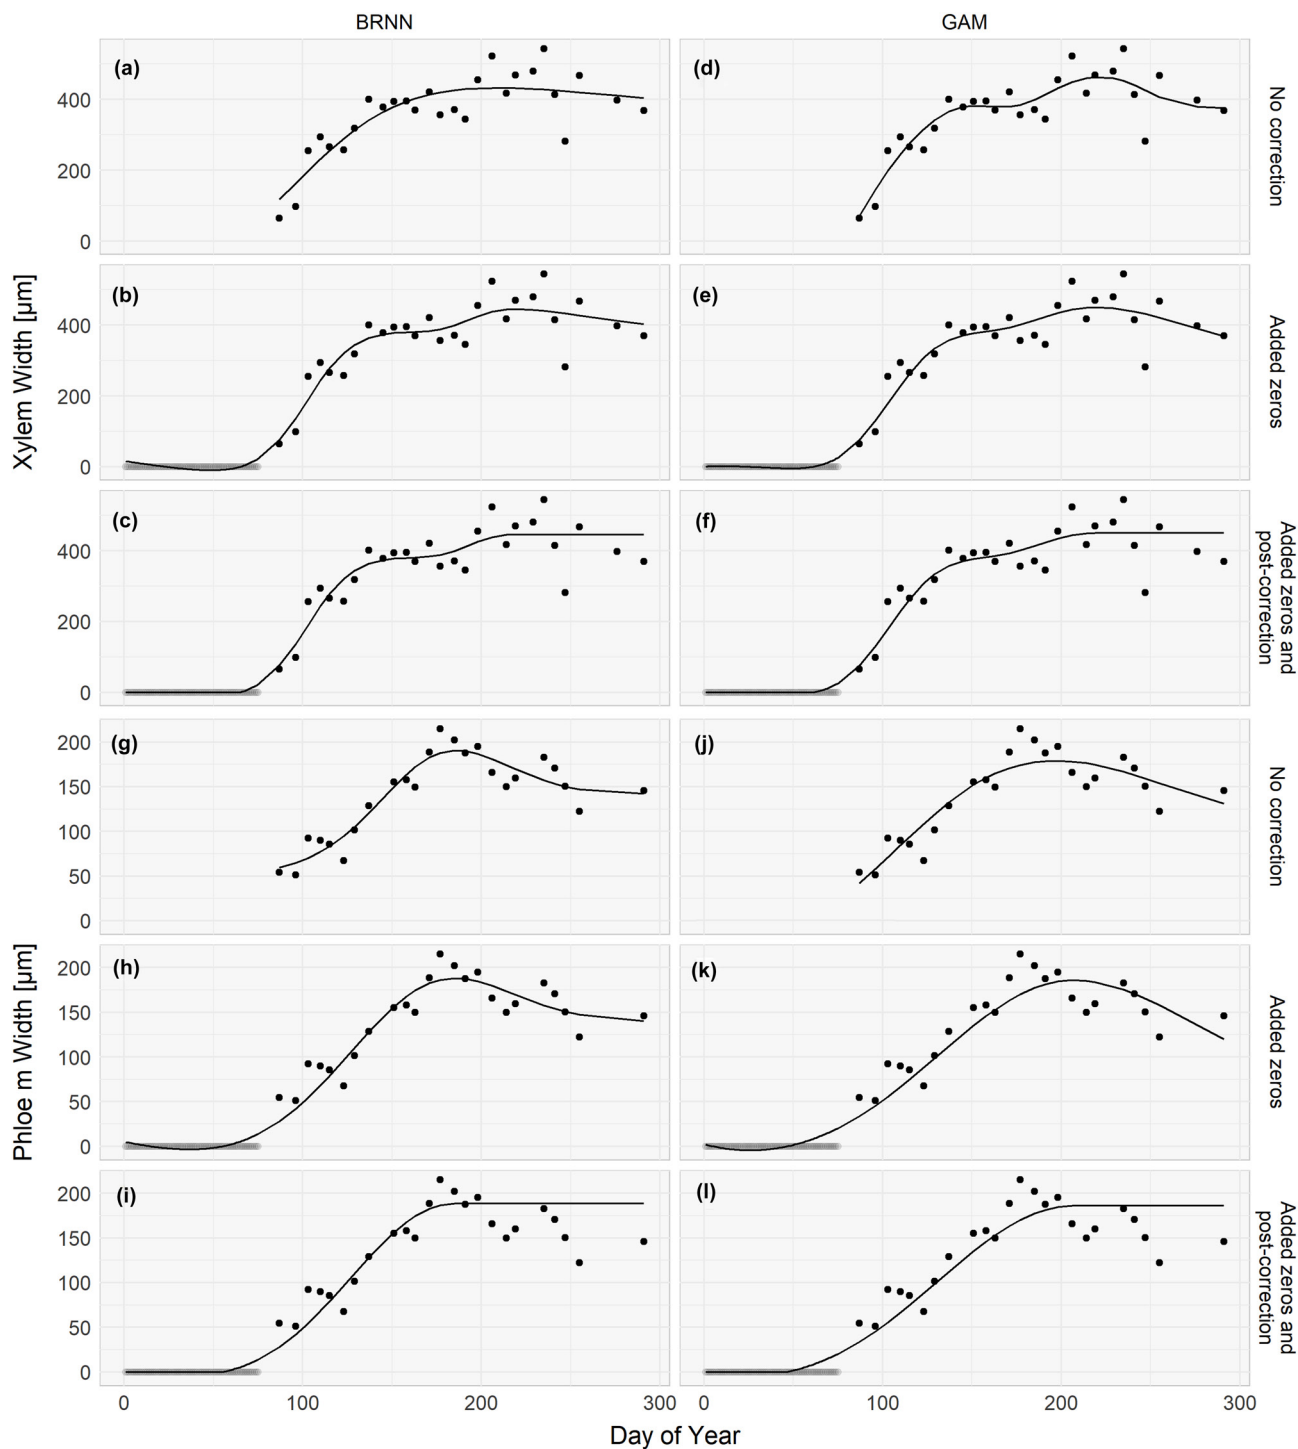 BRNN GAM
(a) (d)
400
200
0
No correction
(b) (e)
400
200
0
Added zeros
(c) (f)
400
200
0
Added zeros and
post-correction
Xylem Width [µm]
(g) (j)
200
150
100
50
0
No correction
(h) (k)
200
150
100
50
0
Added zeros
(i) (l)
200
150
100
50
0
Added zeros and
post-correction
Phloe m Width [µm]
0 100 200 300 0 100 200 300
Day of Year